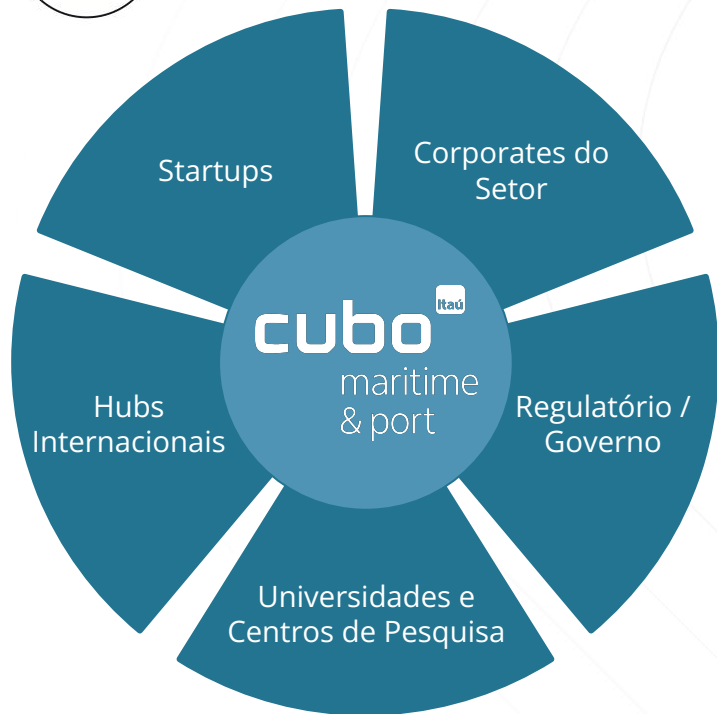 Startups
Corporates do
Setor
cubo
Itaú
maritime
& port
Hubs
Internacionais
Regulatório /
Governo
Universidades e
Centros de Pesquisa